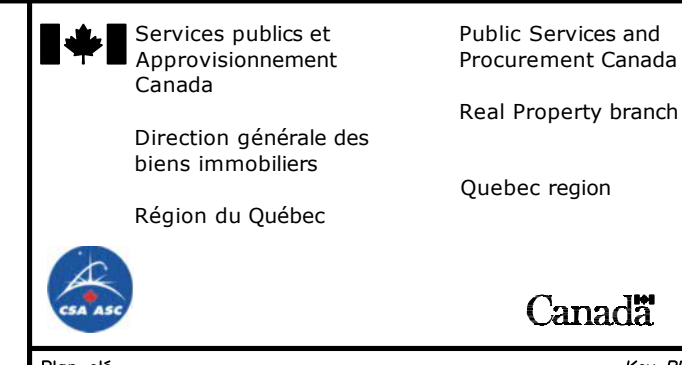 Services publics et
Approvisionnement
Canada
Direction générale des
biens immobiliers
Région du Québec
Public Services and
Procurement Canada
Real Property branch
Quebec region
CSA ASC
Canada